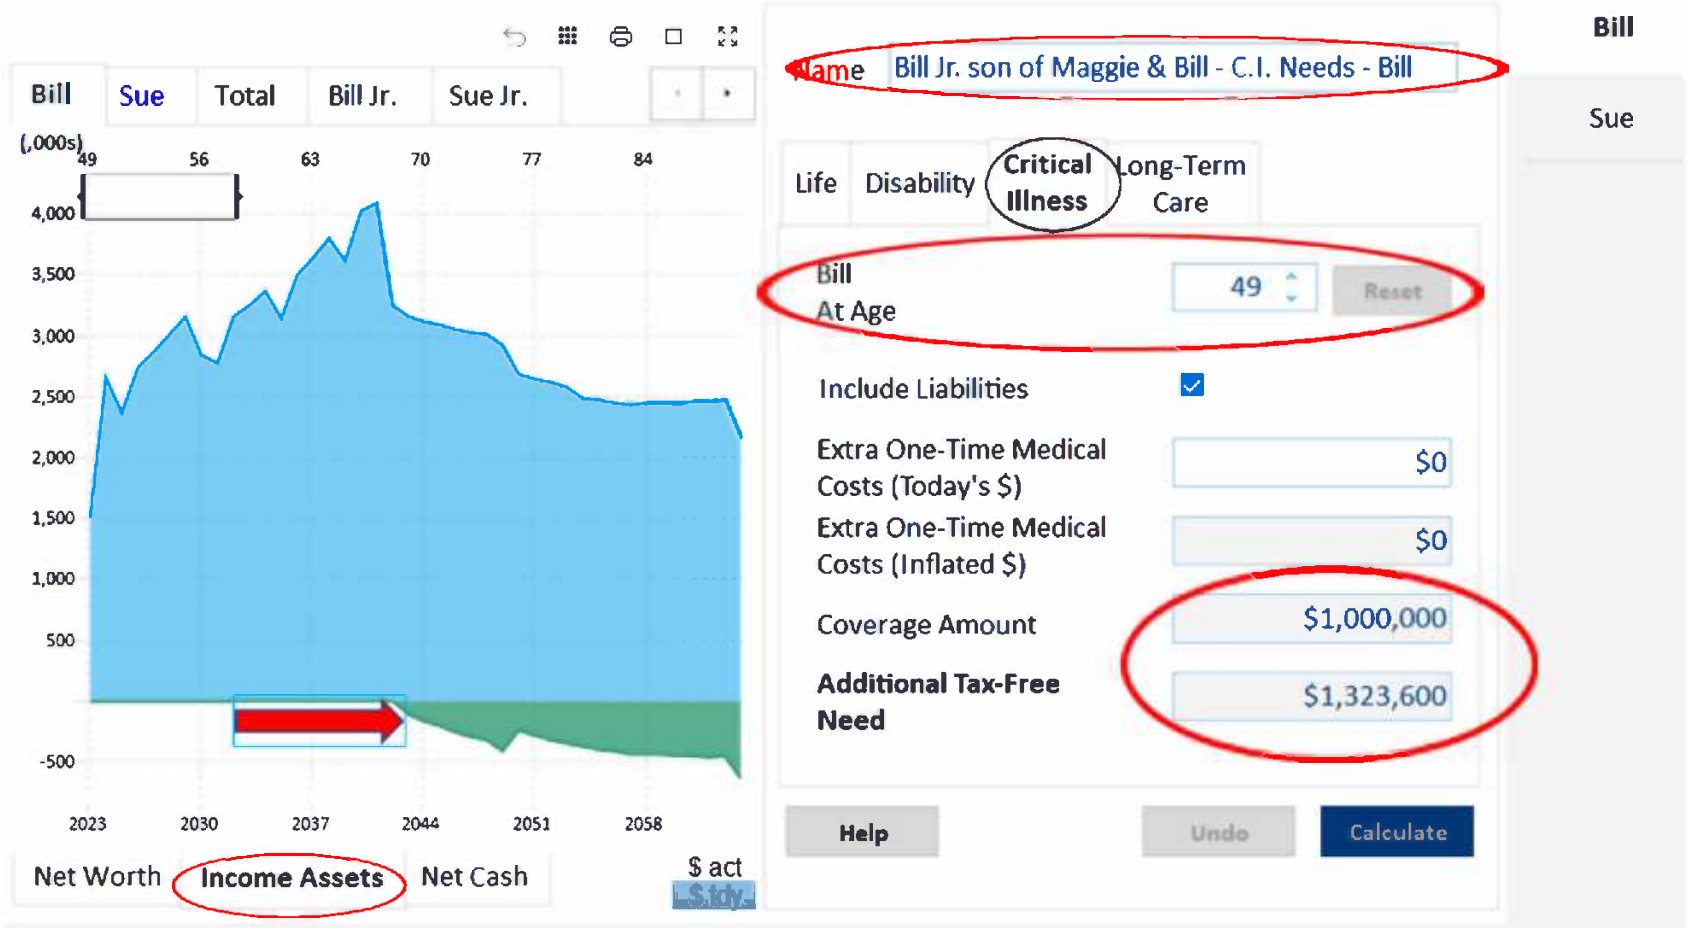 Bill
Sue
Total
Bill Jr.
Sue Jr.
(,000s)
49 56 63 70 77 84
4,000
3,500
3,000
2,500
2,000
1,500
1,000
500
-500
2023 2030 2037 2044 2051 2058
Net Worth
Income Assets
Net Cash
$ act
$ tdy
Name
Bill Jr. son of Maggie & Bill - C.I. Needs - Bill
Life
Disability
Critical
Illness
Long-Term
Care
Bill
At Age
49
Reset
Include Liabilities
Extra One-Time Medical
Costs (Today's $)
$0
Extra One-Time Medical
Costs (Inflated $)
$0
Coverage Amount
$1,000,000
Additional Tax-Free
Need
$1,323,600
Help
Undo
Calculate
Bill
Sue